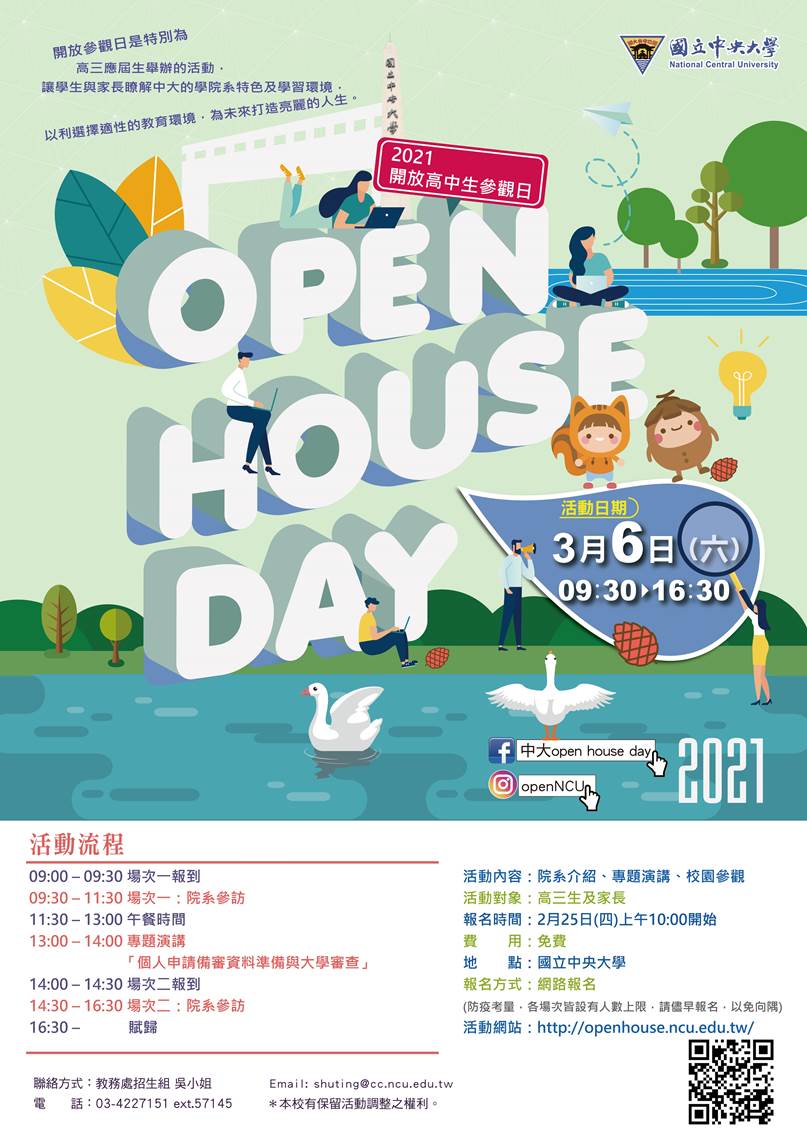 開放參觀日是特別為
高三應屆生舉辦的活動，
讓學生與家長瞭解中大的學院系特色及學習環境，
以利選擇適性的教育環境，為未來打造亮麗的人生。
國立中央大學
National Central University
國立中央大學
2021
開放高中生參觀日
OPEN
HOUSE
DAY
活動日期
3月6日(六)
09:30▸16:30
中大open house day
openNCU
2021
活動流程
09:00 – 09:30 場次一報到
09:30 – 11:30 場次一：院系參訪
11:30 – 13:00 午餐時間
13:00 – 14:00 專題演講
「個人申請備審資料準備與大學審查」
14:00 – 14:30 場次二報到
14:30 – 16:30 場次二：院系參訪
16:30 – 賦歸
活動內容：院系介紹、專題演講、校園參觀
活動對象：高三生及家長
報名時間：2月25日(四)上午10:00開始
費　　用：免費
地　　點：國立中央大學
報名方式：網路報名
(防疫考量，各場次皆設有人數上限，請儘早報名，以免向隅)
活動網站：http://openhouse.ncu.edu.tw/
聯絡方式：教務處招生組 吳小姐
Email: shuting@cc.ncu.edu.tw
電　　話：03-4227151 ext.57145
＊本校有保留活動調整之權利。